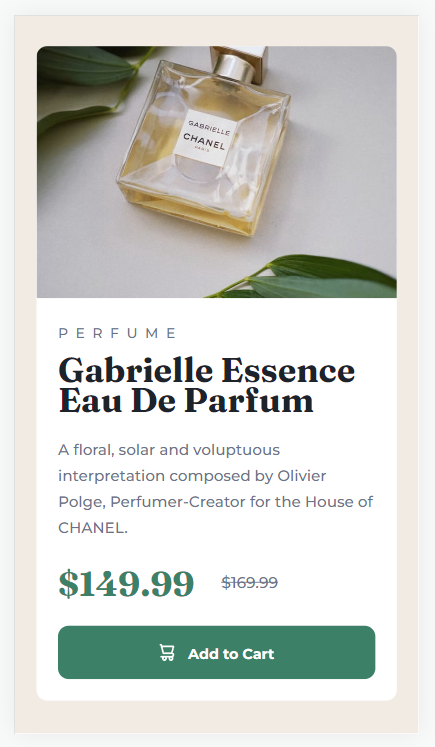 GABRIELLE
CHANEL
PARIS
PERFUME
Gabrielle Essence
Eau De Parfum
A floral, solar and voluptuous
interpretation composed by Olivier
Polge, Perfumer-Creator for the House of
CHANEL.
$149.99 $169.99
Add to Cart